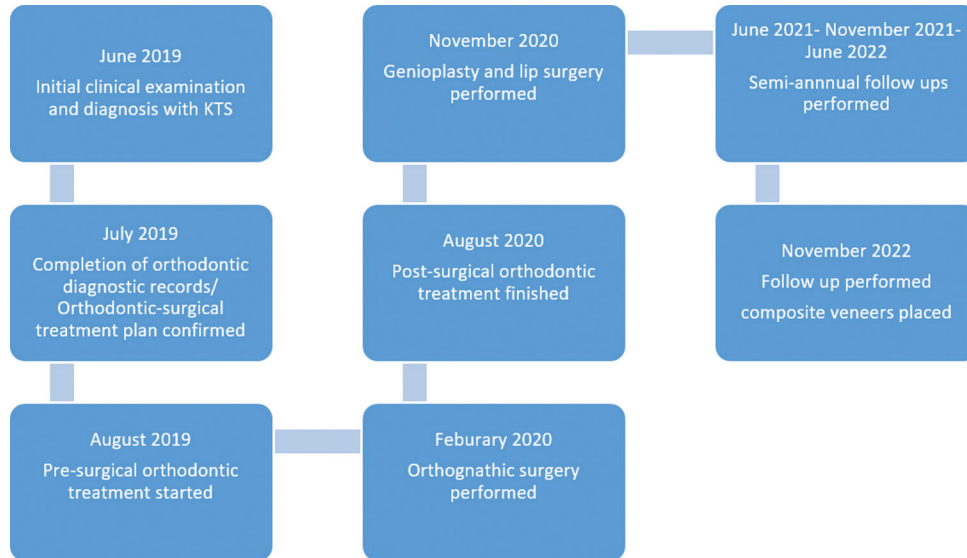 June 2019
Initial clinical examination
and diagnosis with KTS
July 2019
Completion of orthodontic
diagnostic records/
Orthodontic-surgical
treatment plan confirmed
August 2019
Pre-surgical orthodontic
treatment started
Feburary 2020
Orthognathic surgery
performed
August 2020
Post-surgical orthodontic
treatment finished
November 2020
Genioplasty and lip surgery
performed
June 2021- November 2021-
June 2022
Semi-annnual follow ups
performed
November 2022
Follow up performed
composite veneers placed